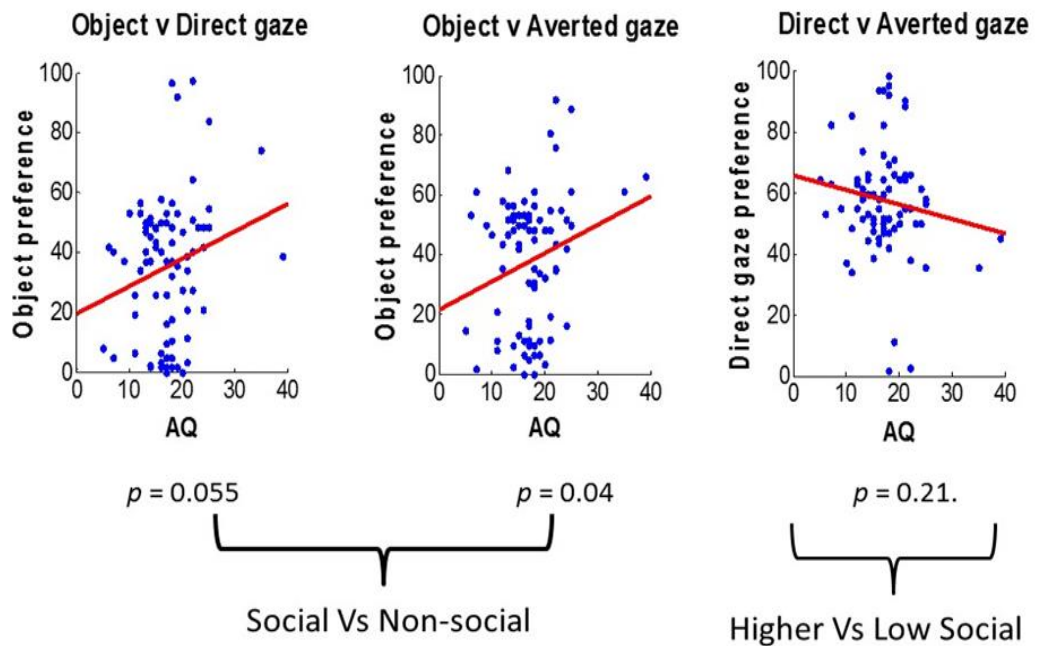 Object v Direct gaze
Object preference
100
80
60
40
20
0
0 10 20 30 40
AQ
p = 0.055
Object v Averted gaze
Object preference
100
80
60
40
20
0
0 10 20 30 40
AQ
p = 0.04
Direct v Averted gaze
Direct gaze preference
100
80
60
40
20
0
0 10 20 30 40
AQ
p = 0.21.
Social Vs Non-social
Higher Vs Low Social